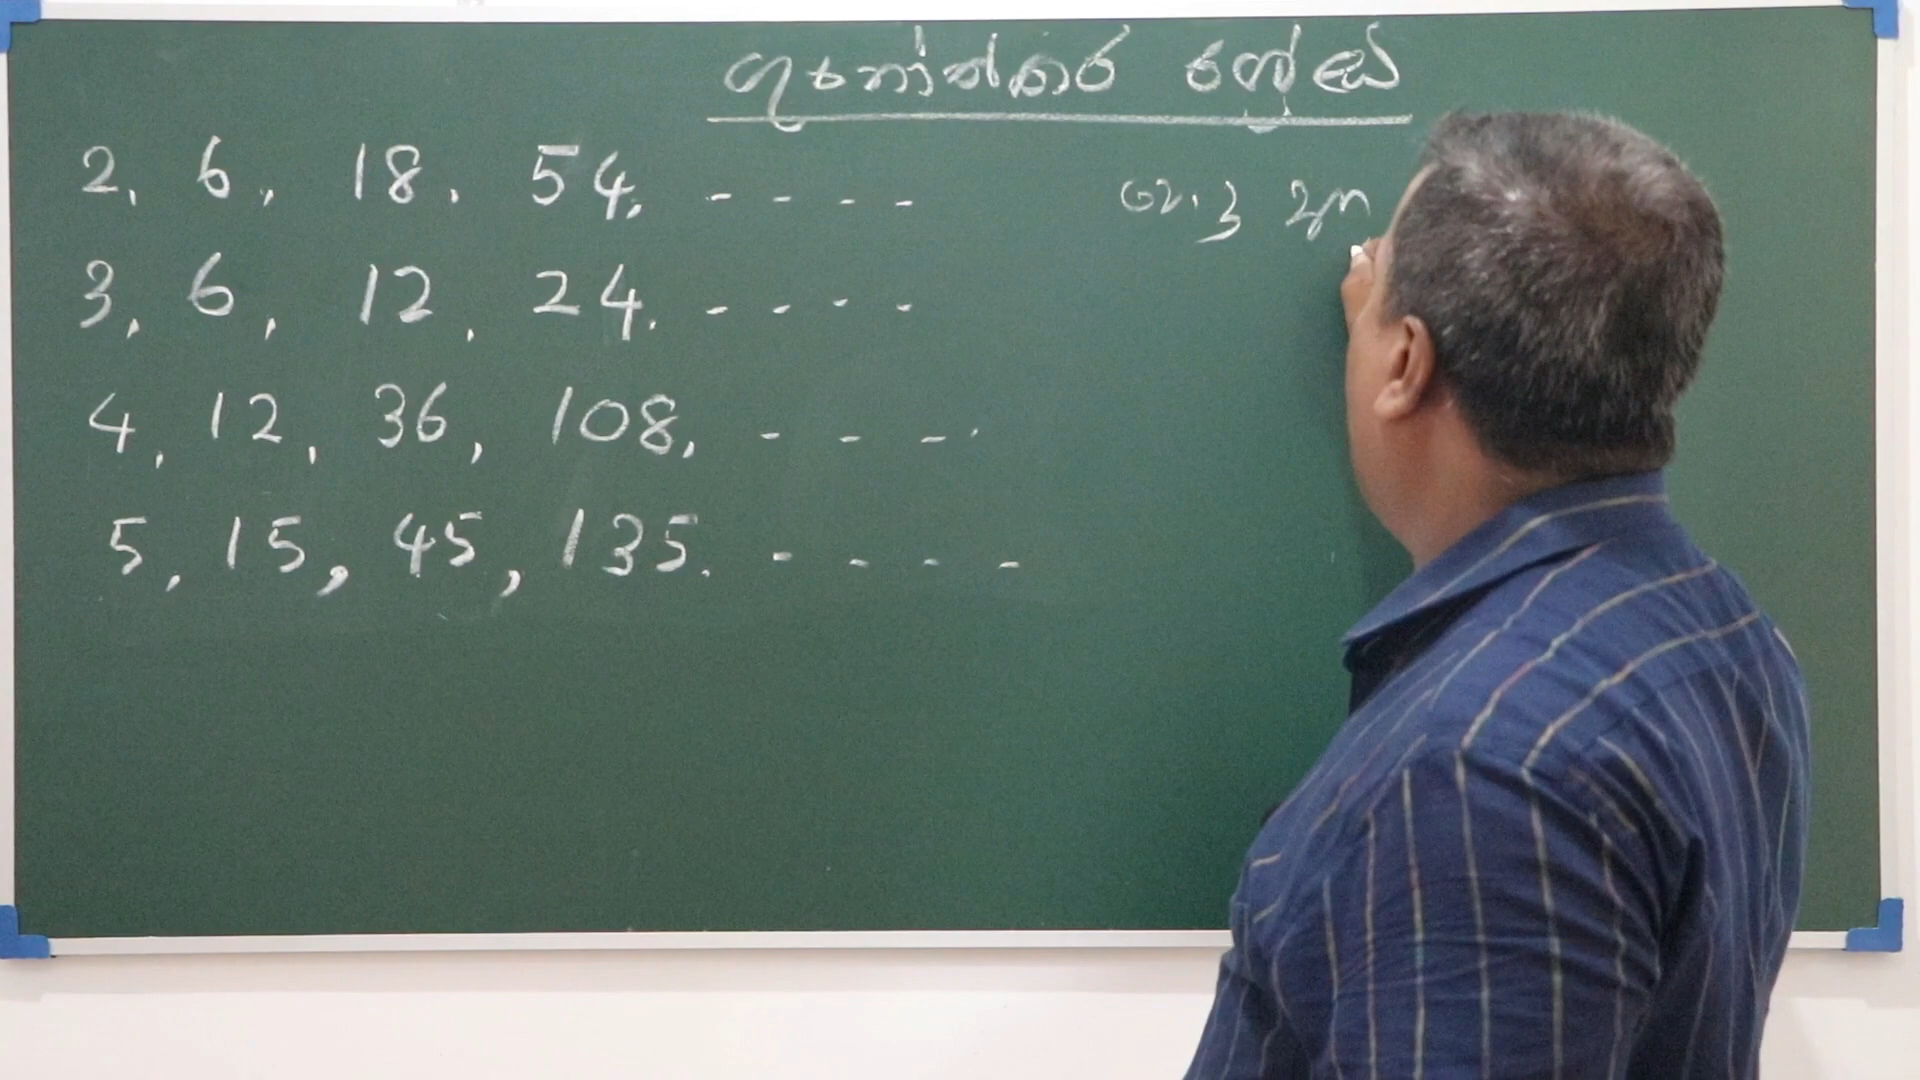 ගුණෝත්තර ශ්‍රේඪි
2, 6, 18, 54, - - - -
3, 6, 12, 24, - - - -
4, 12, 36, 108, - - -
5, 15, 45, 135, - - - -